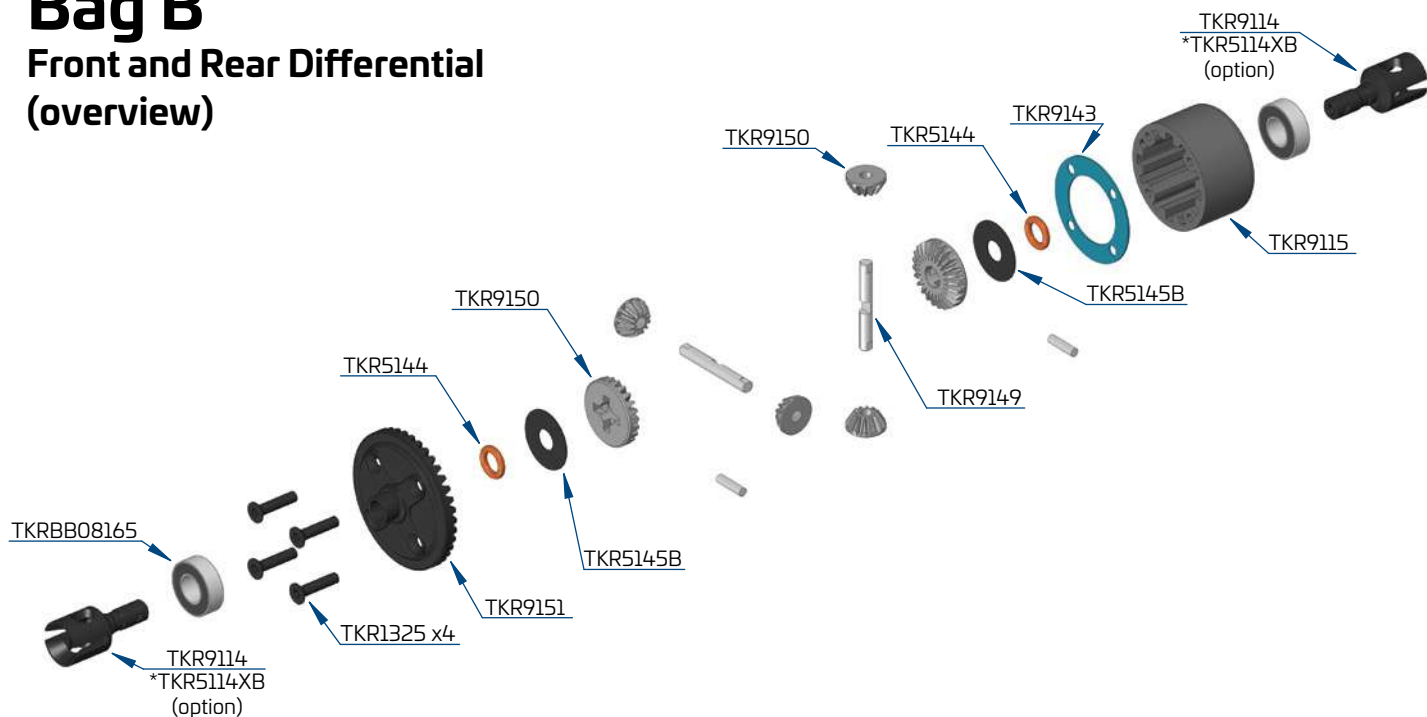 Bag B
Front and Rear Differential
(overview)
TKR9114
*TKR5114XB
(option)
TKR9143
TKR9150
TKR5144
TKR9115
TKR5145B
TKR9150
TKR5144
TKR9149
TKRBB08165
TKR5145B
TKR9151
TKR1325 x4
TKR9114
*TKR5114XB
(option)